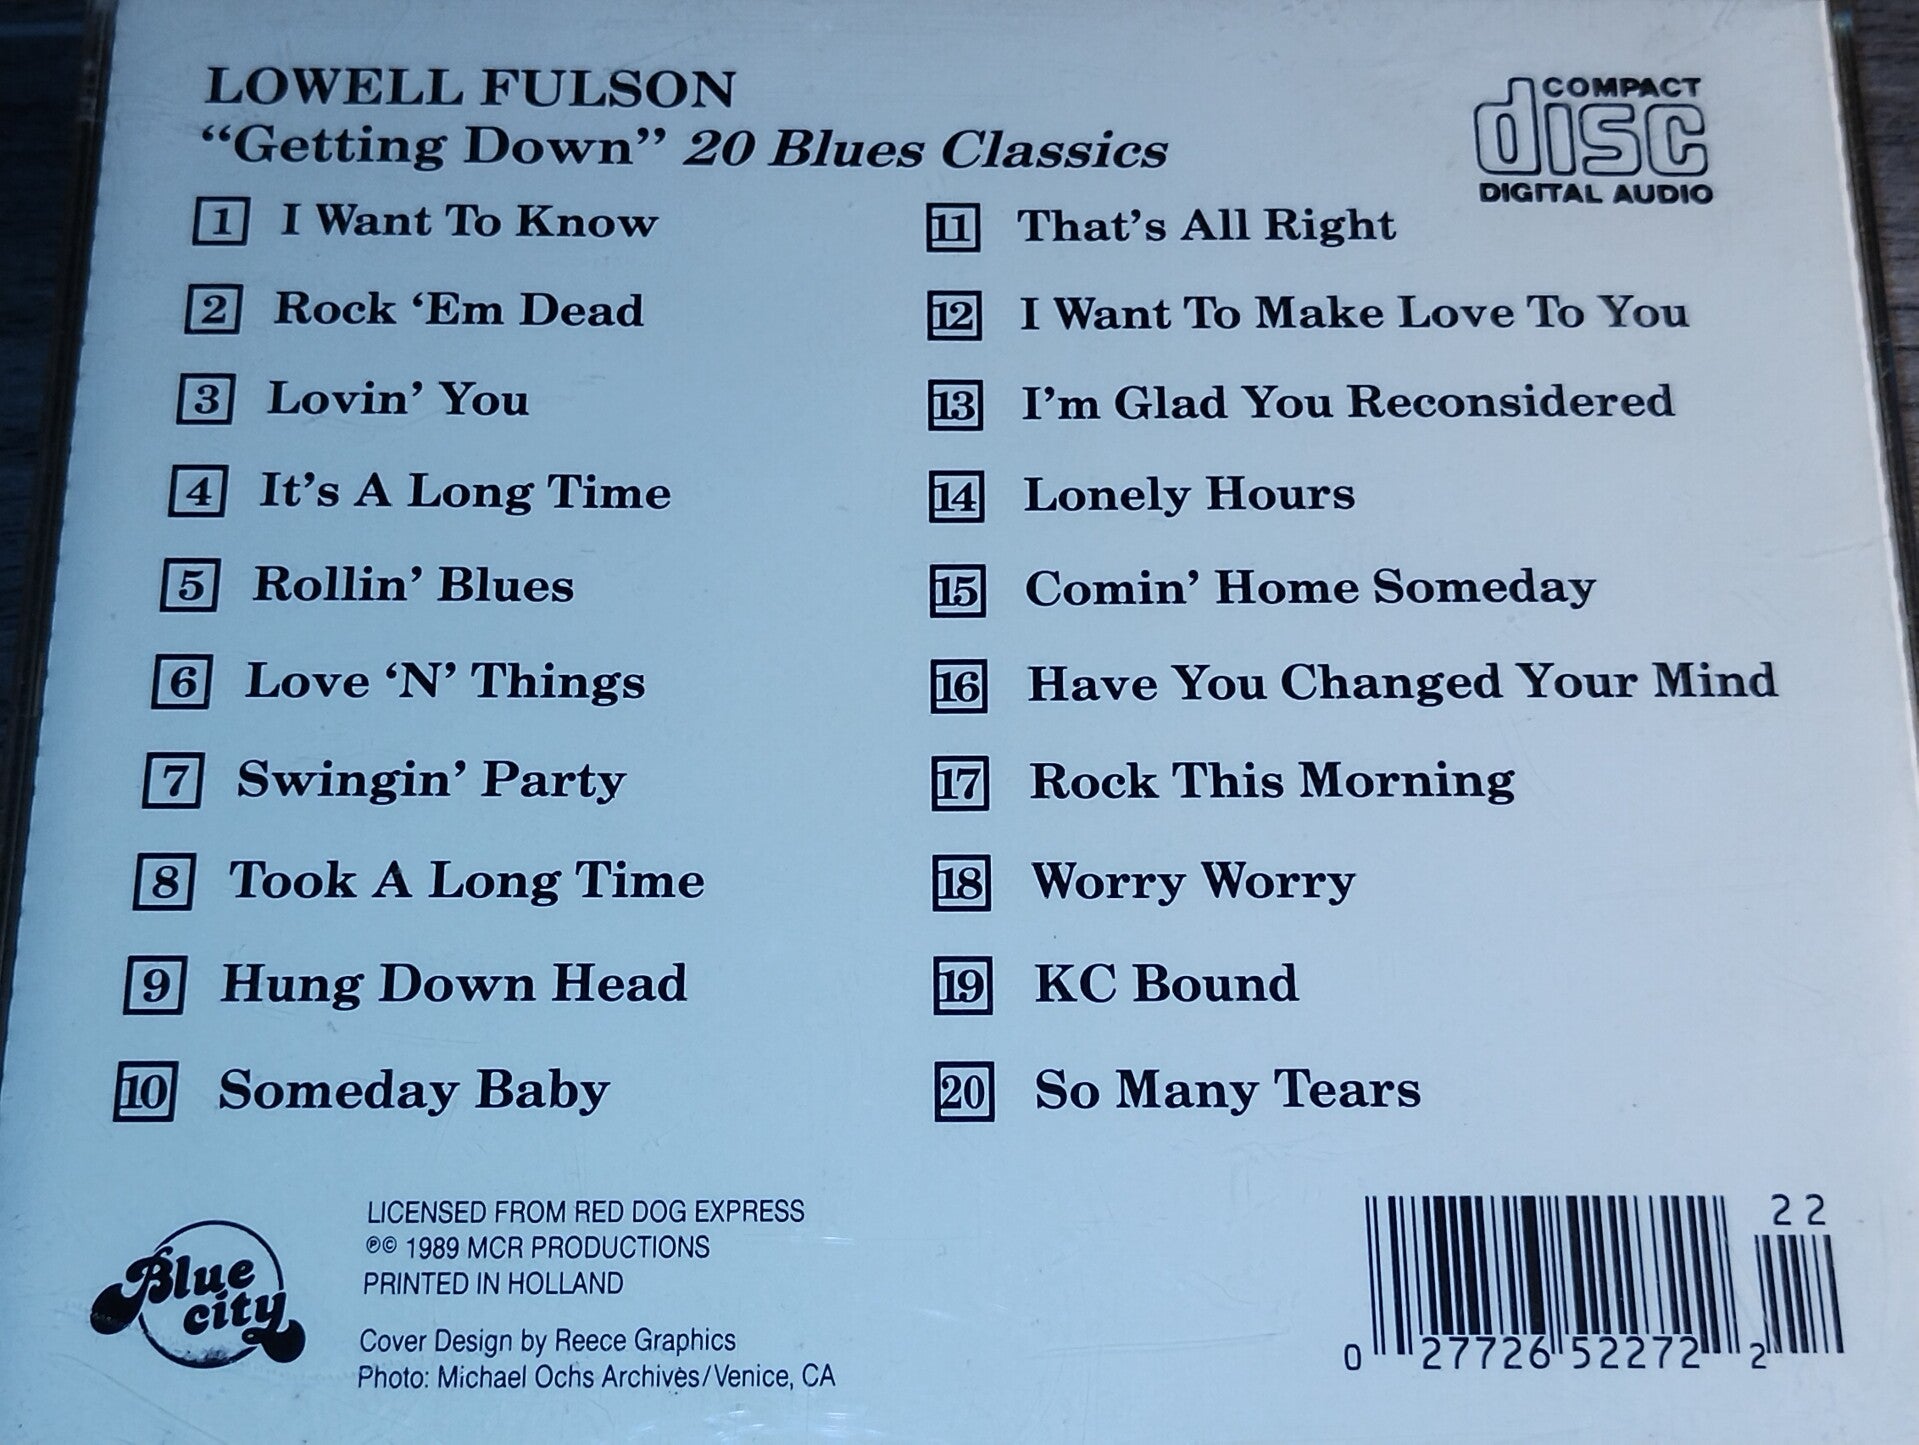 LOWELL FULSON
“Getting Down” 20 Blues Classics
COMPACT
disc
DIGITAL AUDIO
1 I Want To Know
2 Rock ‘Em Dead
3 Lovin’ You
4 It’s A Long Time
5 Rollin’ Blues
6 Love ‘N’ Things
7 Swingin’ Party
8 Took A Long Time
9 Hung Down Head
10 Someday Baby
11 That’s All Right
12 I Want To Make Love To You
13 I’m Glad You Reconsidered
14 Lonely Hours
15 Comin’ Home Someday
16 Have You Changed Your Mind
17 Rock This Morning
18 Worry Worry
19 KC Bound
20 So Many Tears
Blue
city
LICENSED FROM RED DOG EXPRESS
℗© 1989 MCR PRODUCTIONS
PRINTED IN HOLLAND
Cover Design by Reece Graphics
Photo: Michael Ochs Archives/Venice, CA
22
0 27726 52272 2